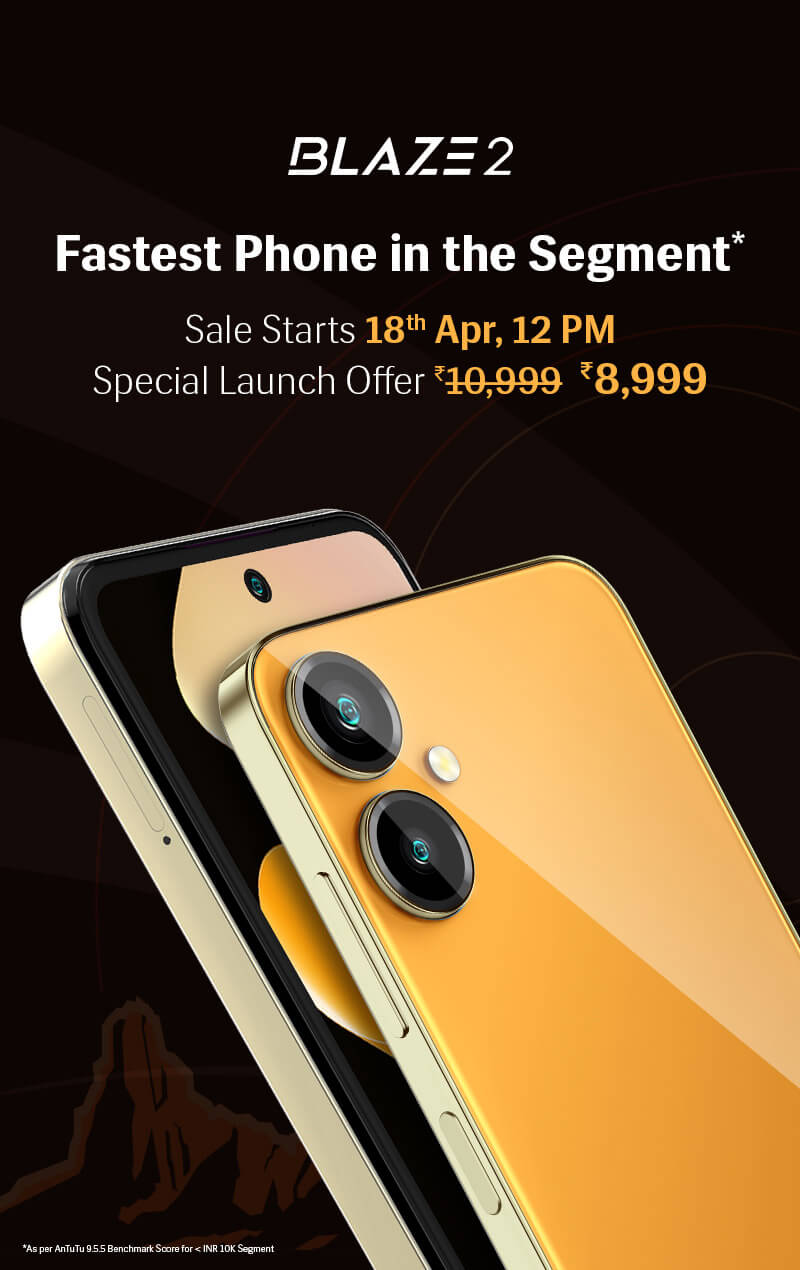 BLAZE 2
Fastest Phone in the Segment*
Sale Starts 18th Apr, 12 PM
Special Launch Offer ₹10,999 ₹8,999
*As per AnTuTu 9.5.5 Benchmark Score for < INR 10K Segment